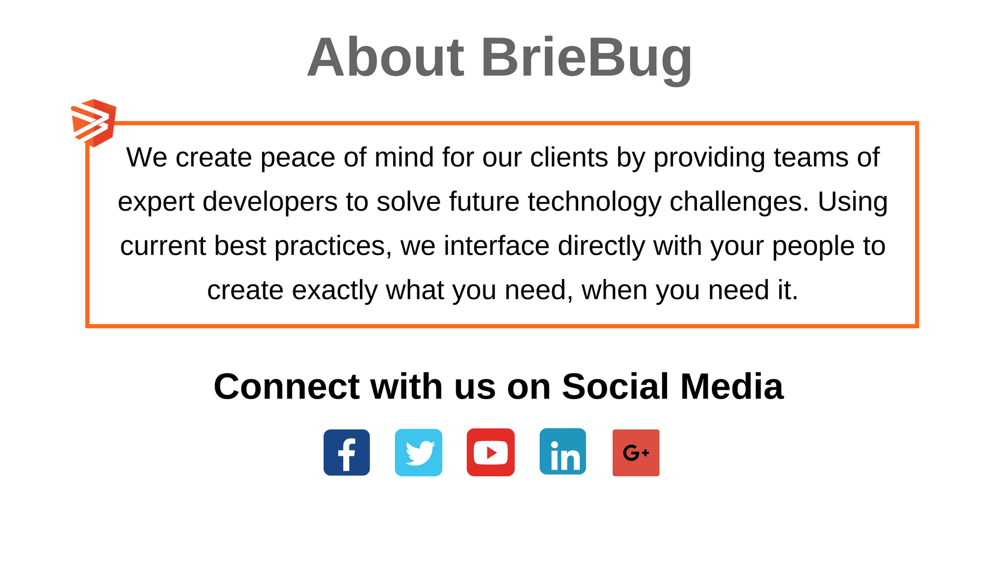 About BrieBug
We create peace of mind for our clients by providing teams of
expert developers to solve future technology challenges. Using
current best practices, we interface directly with your people to
create exactly what you need, when you need it.
Connect with us on Social Media
f in G+